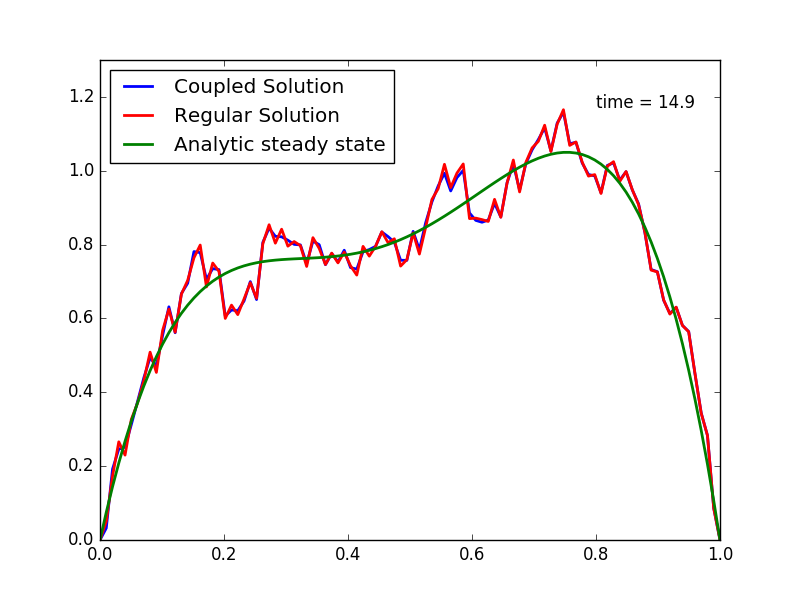 Coupled Solution
Regular Solution
Analytic steady state
time = 14.9
1.2
1.0
0.8
0.6
0.4
0.2
0.0
0.0 0.2 0.4 0.6 0.8 1.0